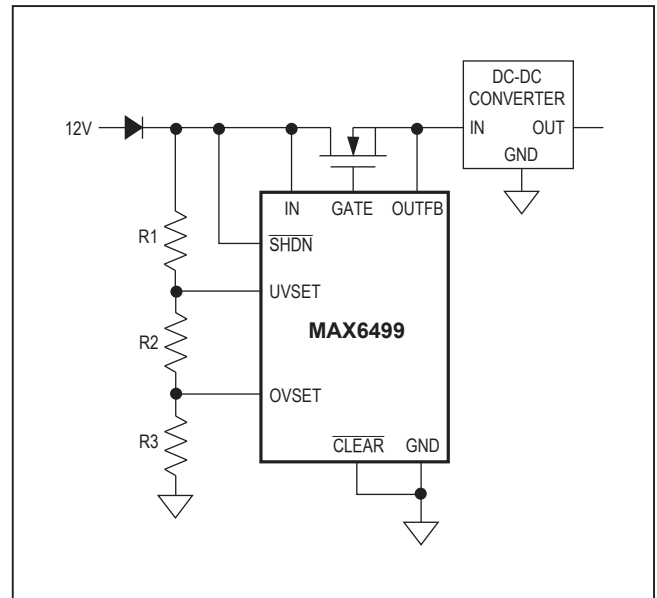 DC-DC
CONVERTER
12V
IN
OUT
GND
IN
GATE
OUTFB
R1
SHDN
UVSET
MAX6499
R2
OVSET
R3
CLEAR
GND